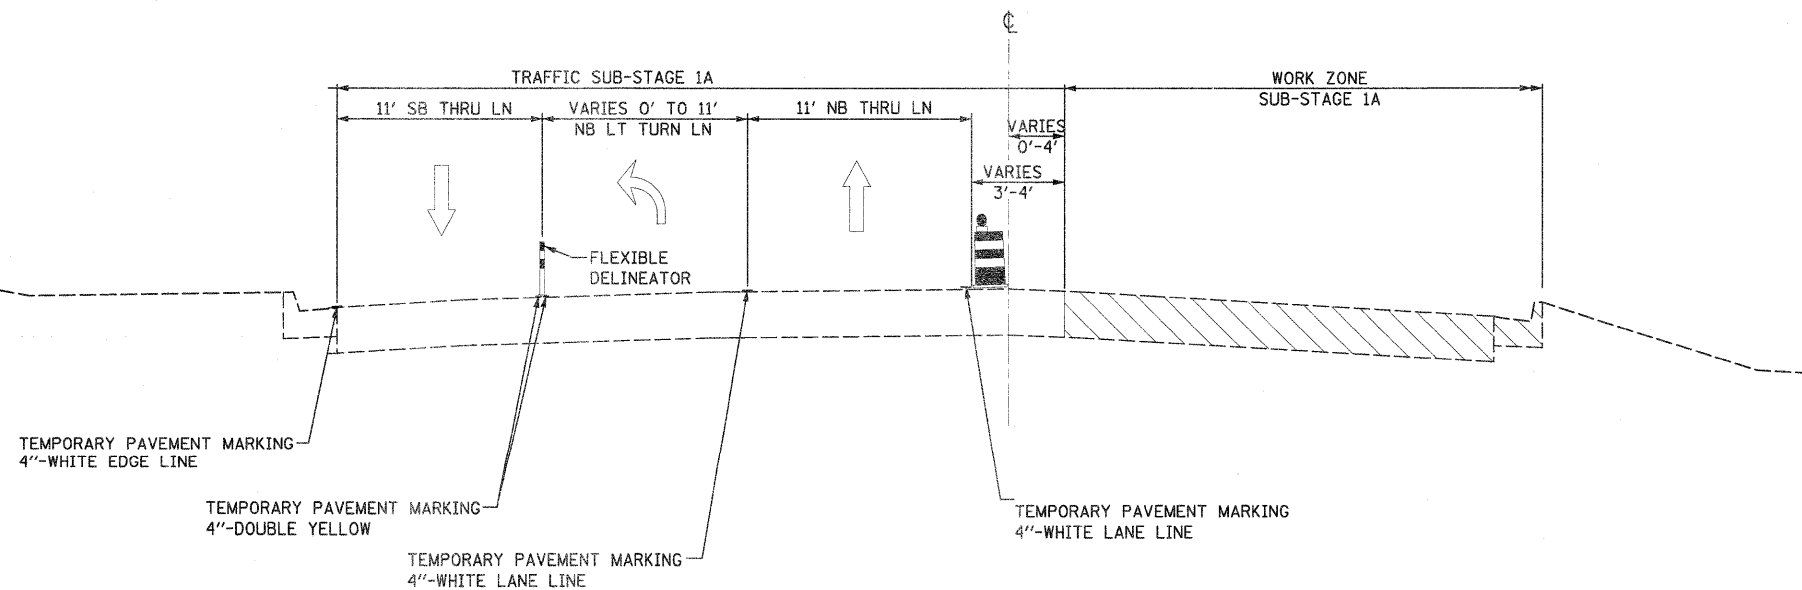 ℄
TRAFFIC SUB-STAGE 1A
WORK ZONE
SUB-STAGE 1A
11' SB THRU LN
VARIES 0' TO 11'
NB LT TURN LN
11' NB THRU LN
VARIES
0'-4'
VARIES
3'-4'
FLEXIBLE
DELINEATOR
TEMPORARY PAVEMENT MARKING
4"-WHITE EDGE LINE
TEMPORARY PAVEMENT MARKING
4"-DOUBLE YELLOW
TEMPORARY PAVEMENT MARKING
4"-WHITE LANE LINE
TEMPORARY PAVEMENT MARKING
4"-WHITE LANE LINE